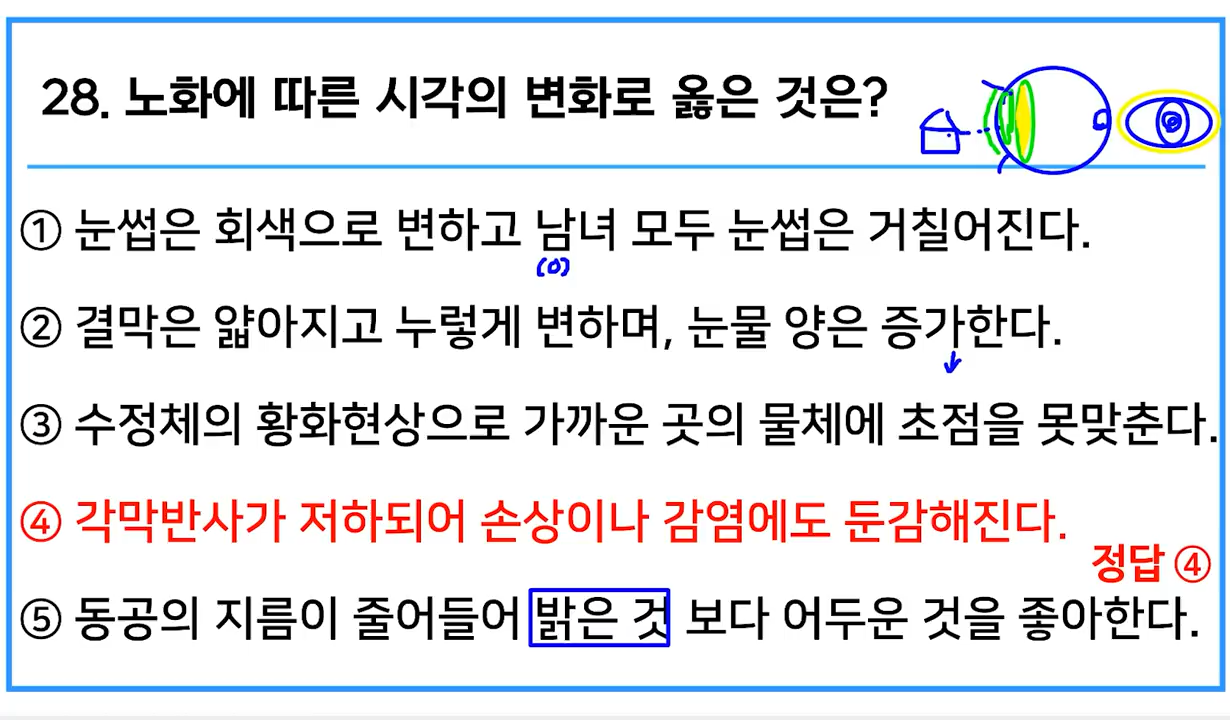 28. 노화에 따른 시각의 변화로 옳은 것은?
① 눈썹은 회색으로 변하고 남녀 모두 눈썹은 거칠어진다.
(o)
② 결막은 얇아지고 누렇게 변하며, 눈물 양은 증가한다.
③ 수정체의 황화현상으로 가까운 곳의 물체에 초점을 못맞춘다.
④ 각막반사가 저하되어 손상이나 감염에도 둔감해진다.
정답 ④
⑤ 동공의 지름이 줄어들어 밝은 것 보다 어두운 것을 좋아한다.